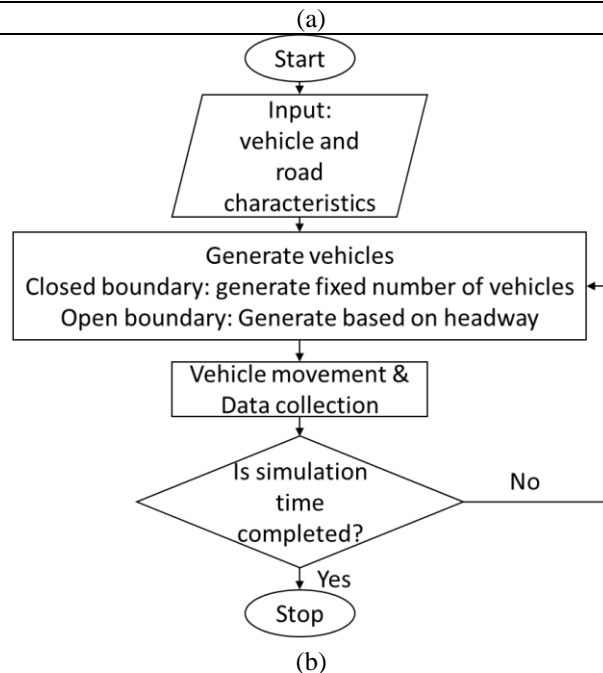 (a)
Start
Input:
vehicle and
road
characteristics
Generate vehicles
Closed boundary: generate fixed number of vehicles
Open boundary: Generate based on headway
Vehicle movement &
Data collection
Is simulation
time
completed?
No
Yes
Stop
(b)